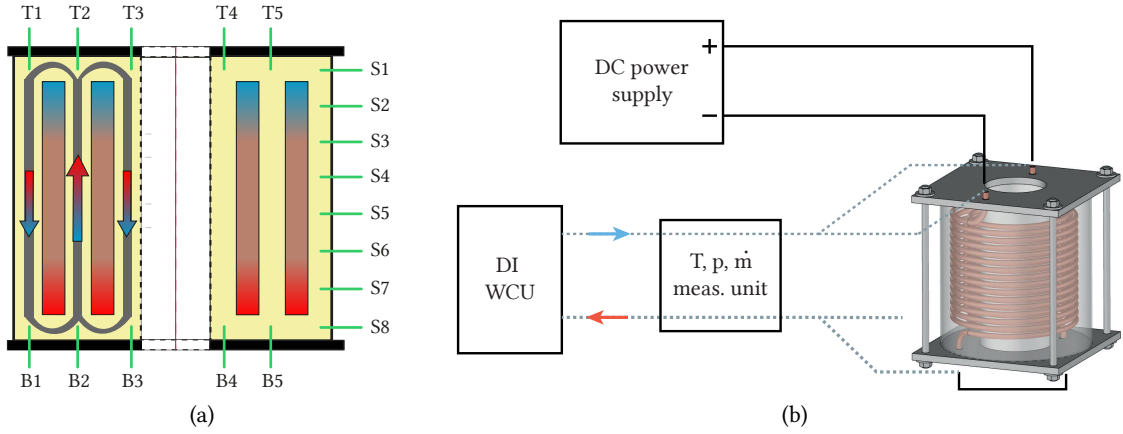 T1 T2 T3 T4 T5
S1
S2
S3
S4
S5
S6
S7
S8
B1 B2 B3 B4 B5
(a)
DC power
supply
+
−
DI
WCU
T, p, ṁ
meas. unit
(b)